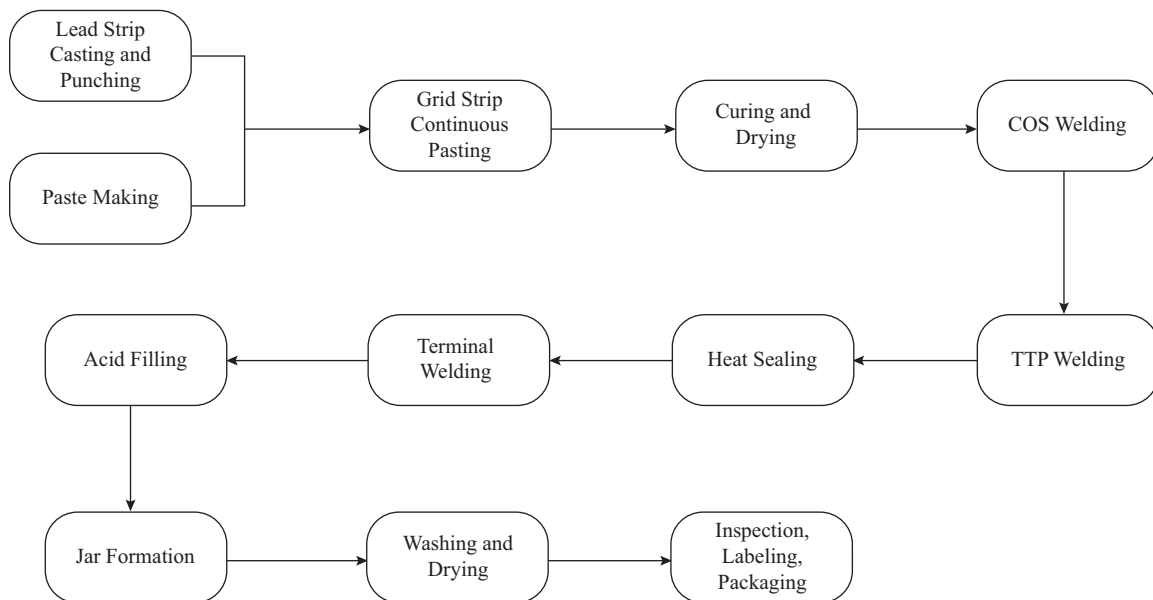 Lead Strip
Casting and
Punching
Paste Making
Grid Strip
Continuous
Pasting
Curing and
Drying
COS Welding
TTP Welding
Heat Sealing
Terminal
Welding
Acid Filling
Jar Formation
Washing and
Drying
Inspection,
Labeling,
Packaging